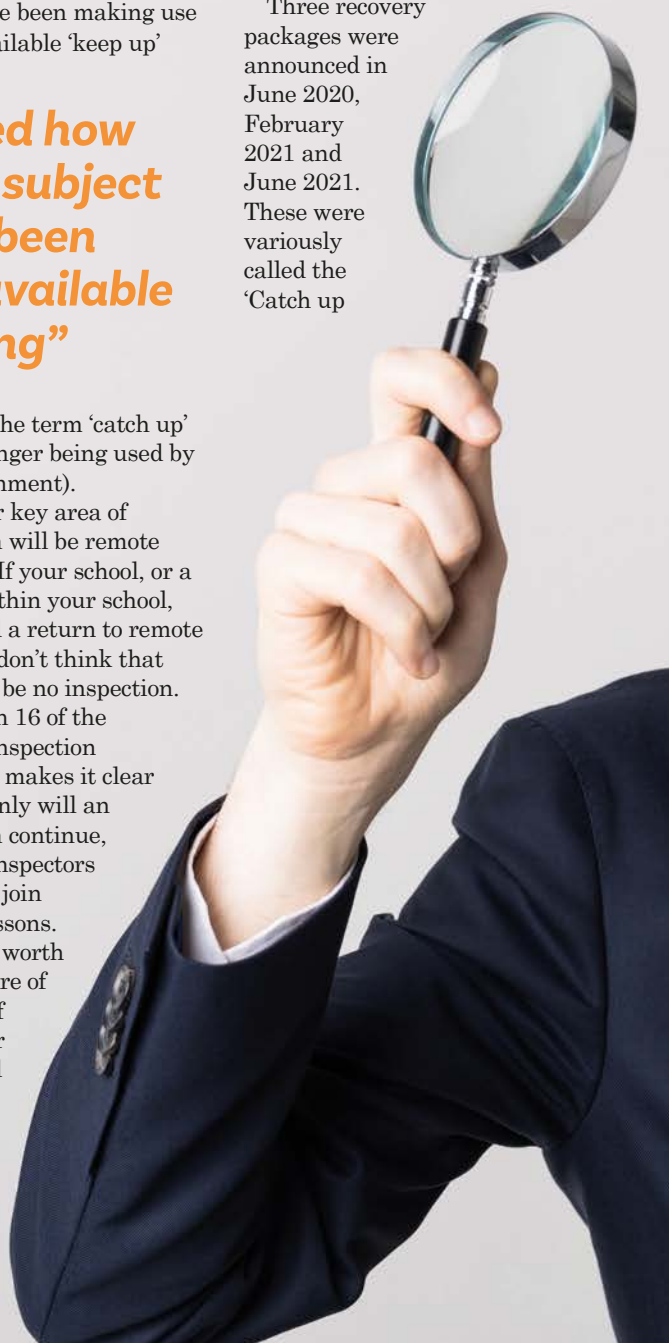 e been making use
ilable ‘keep up’
ed how
subject
been
vailable
ng”
he term ‘catch up’
nger being used by
nment).
r key area of
n will be remote
If your school, or a
thin your school,
a return to remote
don’t think that
be no inspection.
n 16 of the
nspection
makes it clear
nly will an
n continue,
nspectors
join
ssons.
worth
re of
f
r
l
Three recovery
packages were
announced in
June 2020,
February
2021 and
June 2021.
These were
variously
called the
‘Catch up